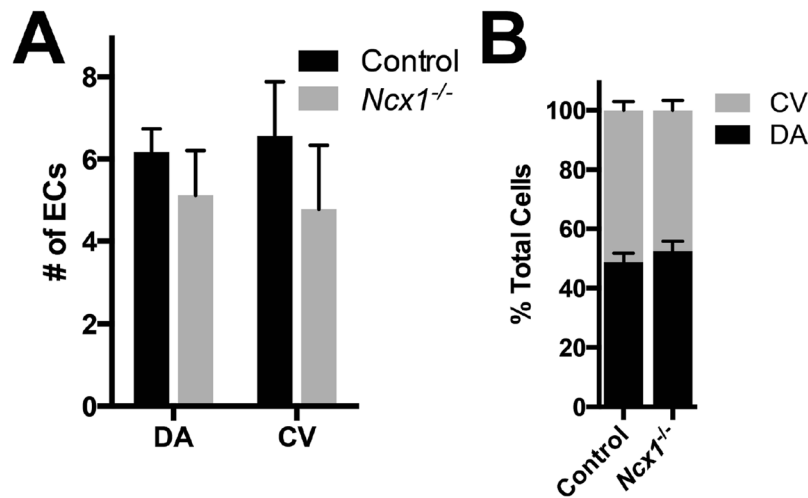 A
Control
Ncx1-/-
# of ECs
8
6
4
2
0
DA
CV
B
CV
DA
% Total Cells
100
80
60
40
20
0
Control
Ncx1-/-